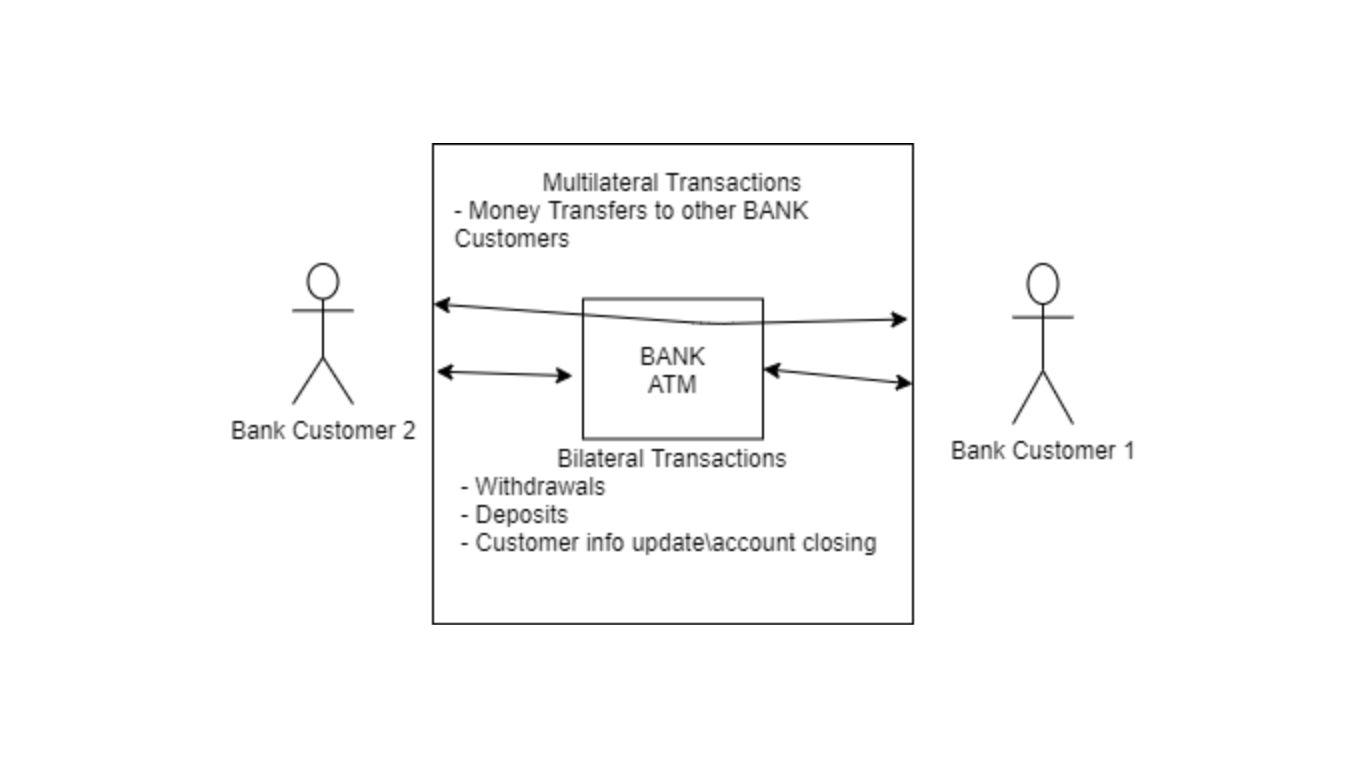 Multilateral Transactions
- Money Transfers to other BANK
Customers
BANK
ATM
Bank Customer 2
Bank Customer 1
Bilateral Transactions
- Withdrawals
- Deposits
- Customer info update\account closing